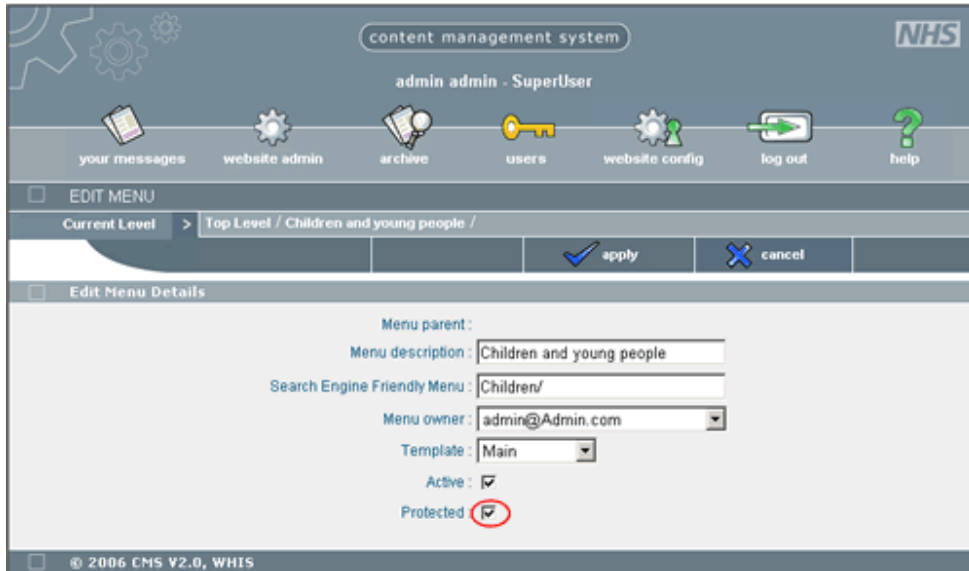 content management system
NHS
admin admin - SuperUser
your messages website admin archive users website config log out help
EDIT MENU
Current Level > Top Level / Children and young people /
apply cancel
Edit Menu Details
Menu parent :
Menu description : Children and young people
Search Engine Friendly Menu : Children/
Menu owner : admin@Admin.com
Template : Main
Active :
Protected :
© 2006 CMS V2.0, WHIS